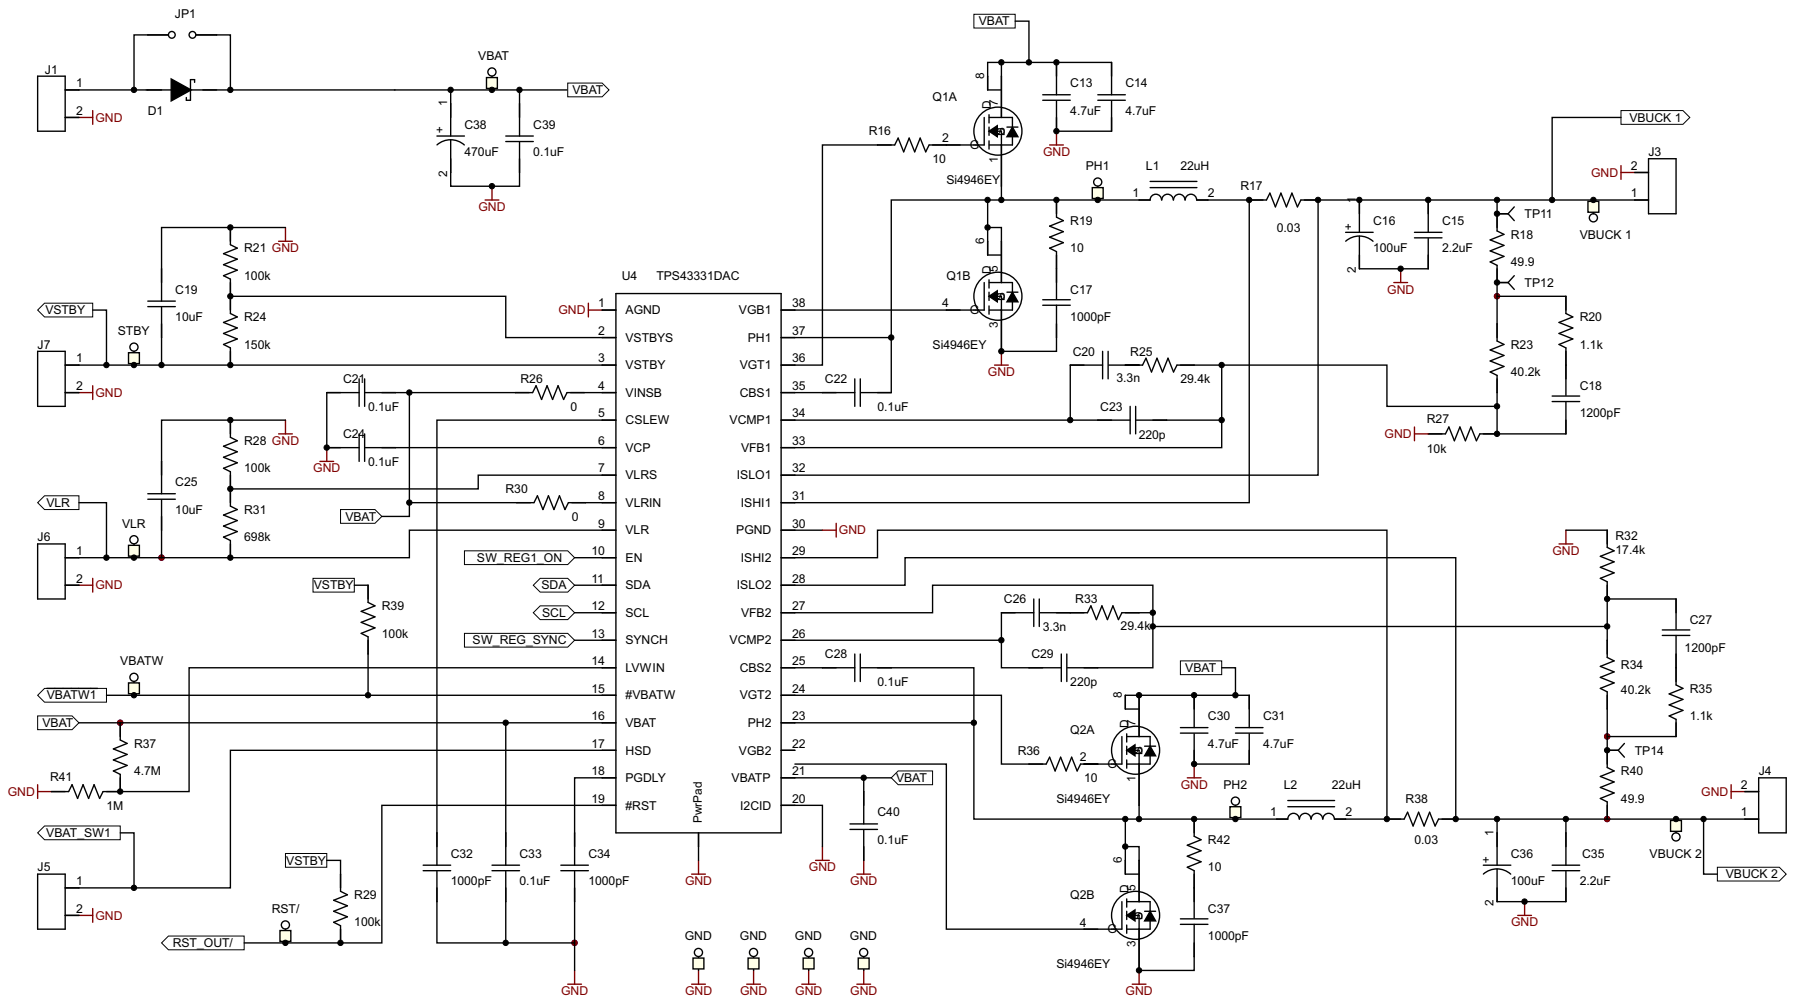 JP1
J1
1
2
GND
D1
VBAT
VBAT
1
+
C38
470uF
2
C39
0.1uF
GND
VBAT
8
D
7
Q1A
R16
2
10
1
Si4946EY
C13
4.7uF
C14
4.7uF
GND
PH1
L1
22uH
1
2
R17
0.03
R19
10
6
D
5
Q1B
4
3
Si4946EY
GND
C17
1000pF
1
+
C16
100uF
2
C15
2.2uF
GND
VBUCK 1
J3
GND
2
1
VBUCK 1
TP11
R18
49.9
TP12
R20
1.1k
R23
40.2k
C18
1200pF
R27
GND
10k
R21
100k
GND
C19
10uF
R24
150k
VSTBY
STBY
J7
1
2
GND
R28
100k
GND
C25
10uF
R31
698k
VLR
VLR
J6
1
2
GND
C21
0.1uF
C24
0.1uF
GND
R26
0
R30
0
VBAT
SW_REG1_ON
SDA
SCL
SW_REG_SYNC
VSTBY
R39
100k
VBATW
VBATW1
VBAT
R37
4.7M
R41
GND
1M
VBAT_SW1
J5
1
2
GND
VSTBY
R29
100k
RST/
RST_OUT/
C32
1000pF
C33
0.1uF
C34
1000pF
GND
U4
TPS43331DAC
GND
1
AGND
2
VSTBYS
3
VSTBY
4
VINSB
5
CSLEW
6
VCP
7
VLRS
8
VLRIN
9
VLR
10
EN
11
SDA
12
SCL
13
SYNCH
14
LVWIN
15
#VBATW
16
VBAT
17
HSD
18
PGDLY
19
#RST
PwrPad
GND
VGB1
38
PH1
37
VGT1
36
CBS1
35
VCMP1
34
VFB1
33
ISLO1
32
ISHI1
31
PGND
30
GND
ISHI2
29
ISLO2
28
VFB2
27
VCMP2
26
CBS2
25
VGT2
24
PH2
23
VGB2
22
VBATP
21
I2CID
20
C22
0.1uF
C20
3.3n
R25
29.4k
C23
220p
C26
3.3n
R33
29.4k
C29
220p
C28
0.1uF
VBAT
C40
0.1uF
GND
GND
VBAT
8
D
7
Q2A
R36
2
10
1
Si4946EY
C30
4.7uF
C31
4.7uF
GND
PH2
L2
22uH
1
2
R38
0.03
R42
10
6
D
5
Q2B
4
3
Si4946EY
GND
C37
1000pF
1
+
C36
100uF
2
C35
2.2uF
GND
R32
17.4k
GND
C27
1200pF
R34
40.2k
R35
1.1k
TP14
R40
49.9
J4
GND
2
1
VBUCK 2
VBUCK 2
GND
GND
GND
GND
GND
GND
GND
GND